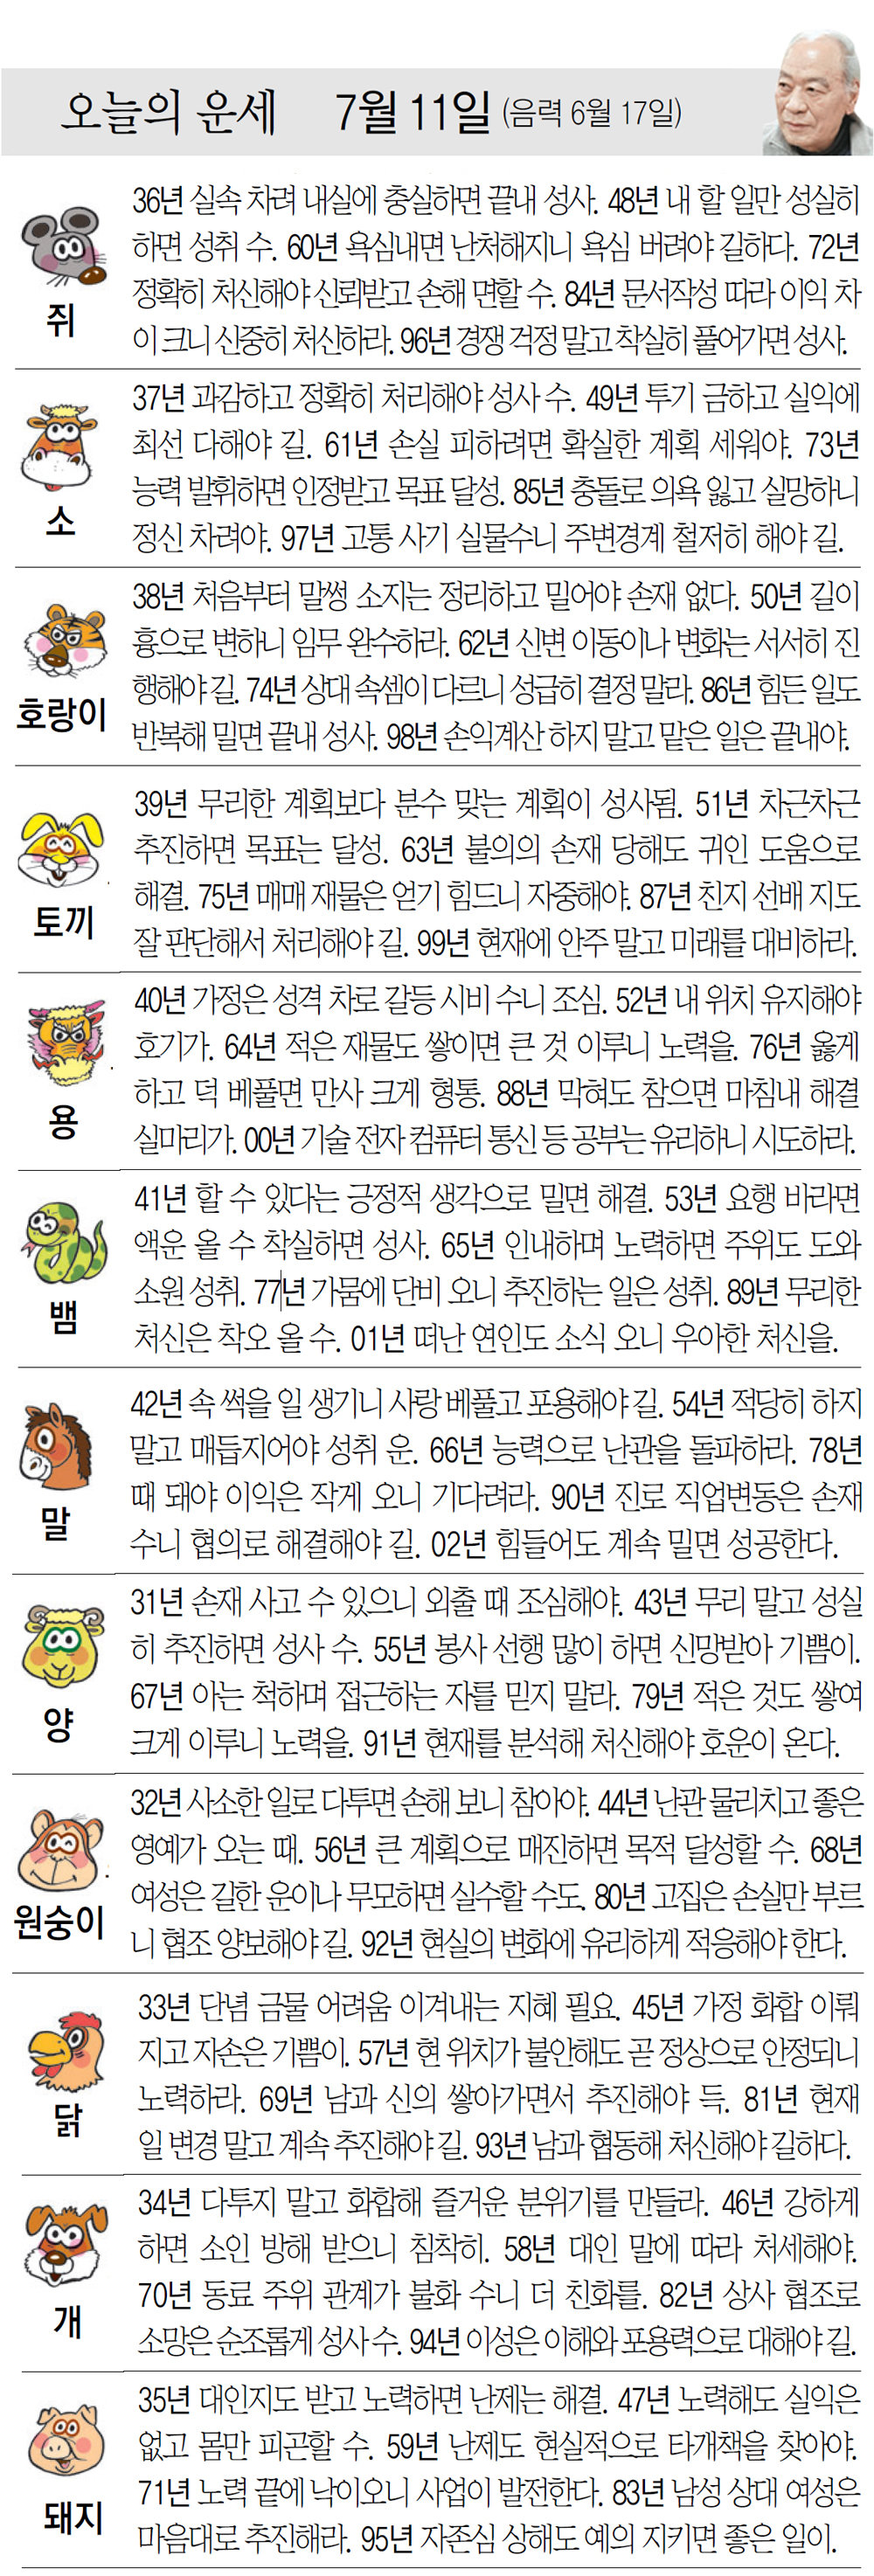 오늘의 운세 7월 11일 (음력 6월 17일)
36년 실속 차려 내실에 충실하면 끝내 성사. 48년 내 할 일만 성실히
하면 성취 수. 60년 욕심내면 난처해지니 욕심 버려야 길하다. 72년
정확히 처신해야 신뢰받고 손해 면할 수. 84년 문서작성 따라 이익 차
이 크니 신중히 처신하라. 96년 경쟁 걱정 말고 착실히 풀어가면 성사.
쥐
37년 과감하고 정확히 처리해야 성사 수. 49년 투기 금하고 실익에
최선 다해야 길. 61년 손실 피하려면 확실한 계획 세워야. 73년
능력 발휘하면 인정받고 목표 달성. 85년 충돌로 의욕 잃고 실망하니
정신 차려야. 97년 고통 사기 실물수니 주변경계 철저히 해야 길.
소
38년 처음부터 말썽 소지는 정리하고 밀어야 손재 없다. 50년 길이
흉으로 변하니 임무 완수하라. 62년 신변 이동이나 변화는 서서히 진
행해야 길. 74년 상대 속셈이 다르니 성급히 결정 말라. 86년 힘든 일도
반복해 밀면 끝내 성사. 98년 손익계산 하지 말고 맡은 일은 끝내야.
호랑이
39년 무리한 계획보다 분수 맞는 계획이 성사됨. 51년 차근차근
추진하면 목표는 달성. 63년 불의의 손재 당해도 귀인 도움으로
해결. 75년 매매 재물은 얻기 힘드니 자중해야. 87년 친지 선배 지도
잘 판단해서 처리해야 길. 99년 현재에 안주 말고 미래를 대비하라.
토끼
40년 가정은 성격 차로 갈등 시비 수니 조심. 52년 내 위치 유지해야
호기가. 64년 적은 재물도 쌓이면 큰 것 이루니 노력을. 76년 옳게
하고 덕 베풀면 만사 크게 형통. 88년 막혀도 참으면 마침내 해결
실마리가. 00년 기술 전자 컴퓨터 통신 등 공부는 유리하니 시도하라.
용
41년 할 수 있다는 긍정적 생각으로 밀면 해결. 53년 요행 바라면
액운 올 수 착실하면 성사. 65년 인내하며 노력하면 주위도 도와
소원 성취. 77년 가뭄에 단비 오니 추진하는 일은 성취. 89년 무리한
처신은 착오 올 수. 01년 떠난 연인도 소식 오니 우아한 처신을.
뱀
42년 속 썩을 일 생기니 사랑 베풀고 포용해야 길. 54년 적당히 하지
말고 매듭지어야 성취 운. 66년 능력으로 난관을 돌파하라. 78년
때 돼야 이익은 작게 오니 기다려라. 90년 진로 직업변동은 손재
수니 협의로 해결해야 길. 02년 힘들어도 계속 밀면 성공한다.
말
31년 손재 사고 수 있으니 외출 때 조심해야. 43년 무리 말고 성실
히 추진하면 성사 수. 55년 봉사 선행 많이 하면 신망받아 기쁨이.
67년 아는 척하며 접근하는 자를 믿지 말라. 79년 적은 것도 쌓여
크게 이루니 노력을. 91년 현재를 분석해 처신해야 호운이 온다.
양
32년 사소한 일로 다투면 손해 보니 참아야. 44년 난관 물리치고 좋은
영예가 오는 때. 56년 큰 계획으로 매진하면 목적 달성할 수. 68년
여성은 길한 운이나 무모하면 실수할 수도. 80년 고집은 손실만 부르
니 협조 양보해야 길. 92년 현실의 변화에 유리하게 적응해야 한다.
원숭이
33년 단념 금물 어려움 이겨내는 지혜 필요. 45년 가정 화합 이뤄
지고 자손은 기쁨이. 57년 현 위치가 불안해도 곧 정상으로 안정되니
노력하라. 69년 남과 신의 쌓아가면서 추진해야 득. 81년 현재
일 변경 말고 계속 추진해야 길. 93년 남과 협동해 처신해야 길하다.
닭
34년 다투지 말고 화합해 즐거운 분위기를 만들라. 46년 강하게
하면 소인 방해 받으니 침착히. 58년 대인 말에 따라 처세해야.
70년 동료 주위 관계가 불화 수니 더 친화를. 82년 상사 협조로
소망은 순조롭게 성사 수. 94년 이성은 이해와 포용력으로 대해야 길.
개
35년 대인지도 받고 노력하면 난제는 해결. 47년 노력해도 실익은
없고 몸만 피곤할 수. 59년 난제도 현실적으로 타개책을 찾아야.
71년 노력 끝에 낙이오니 사업이 발전한다. 83년 남성 상대 여성은
마음대로 추진해라. 95년 자존심 상해도 예의 지키면 좋은 일이.
돼지